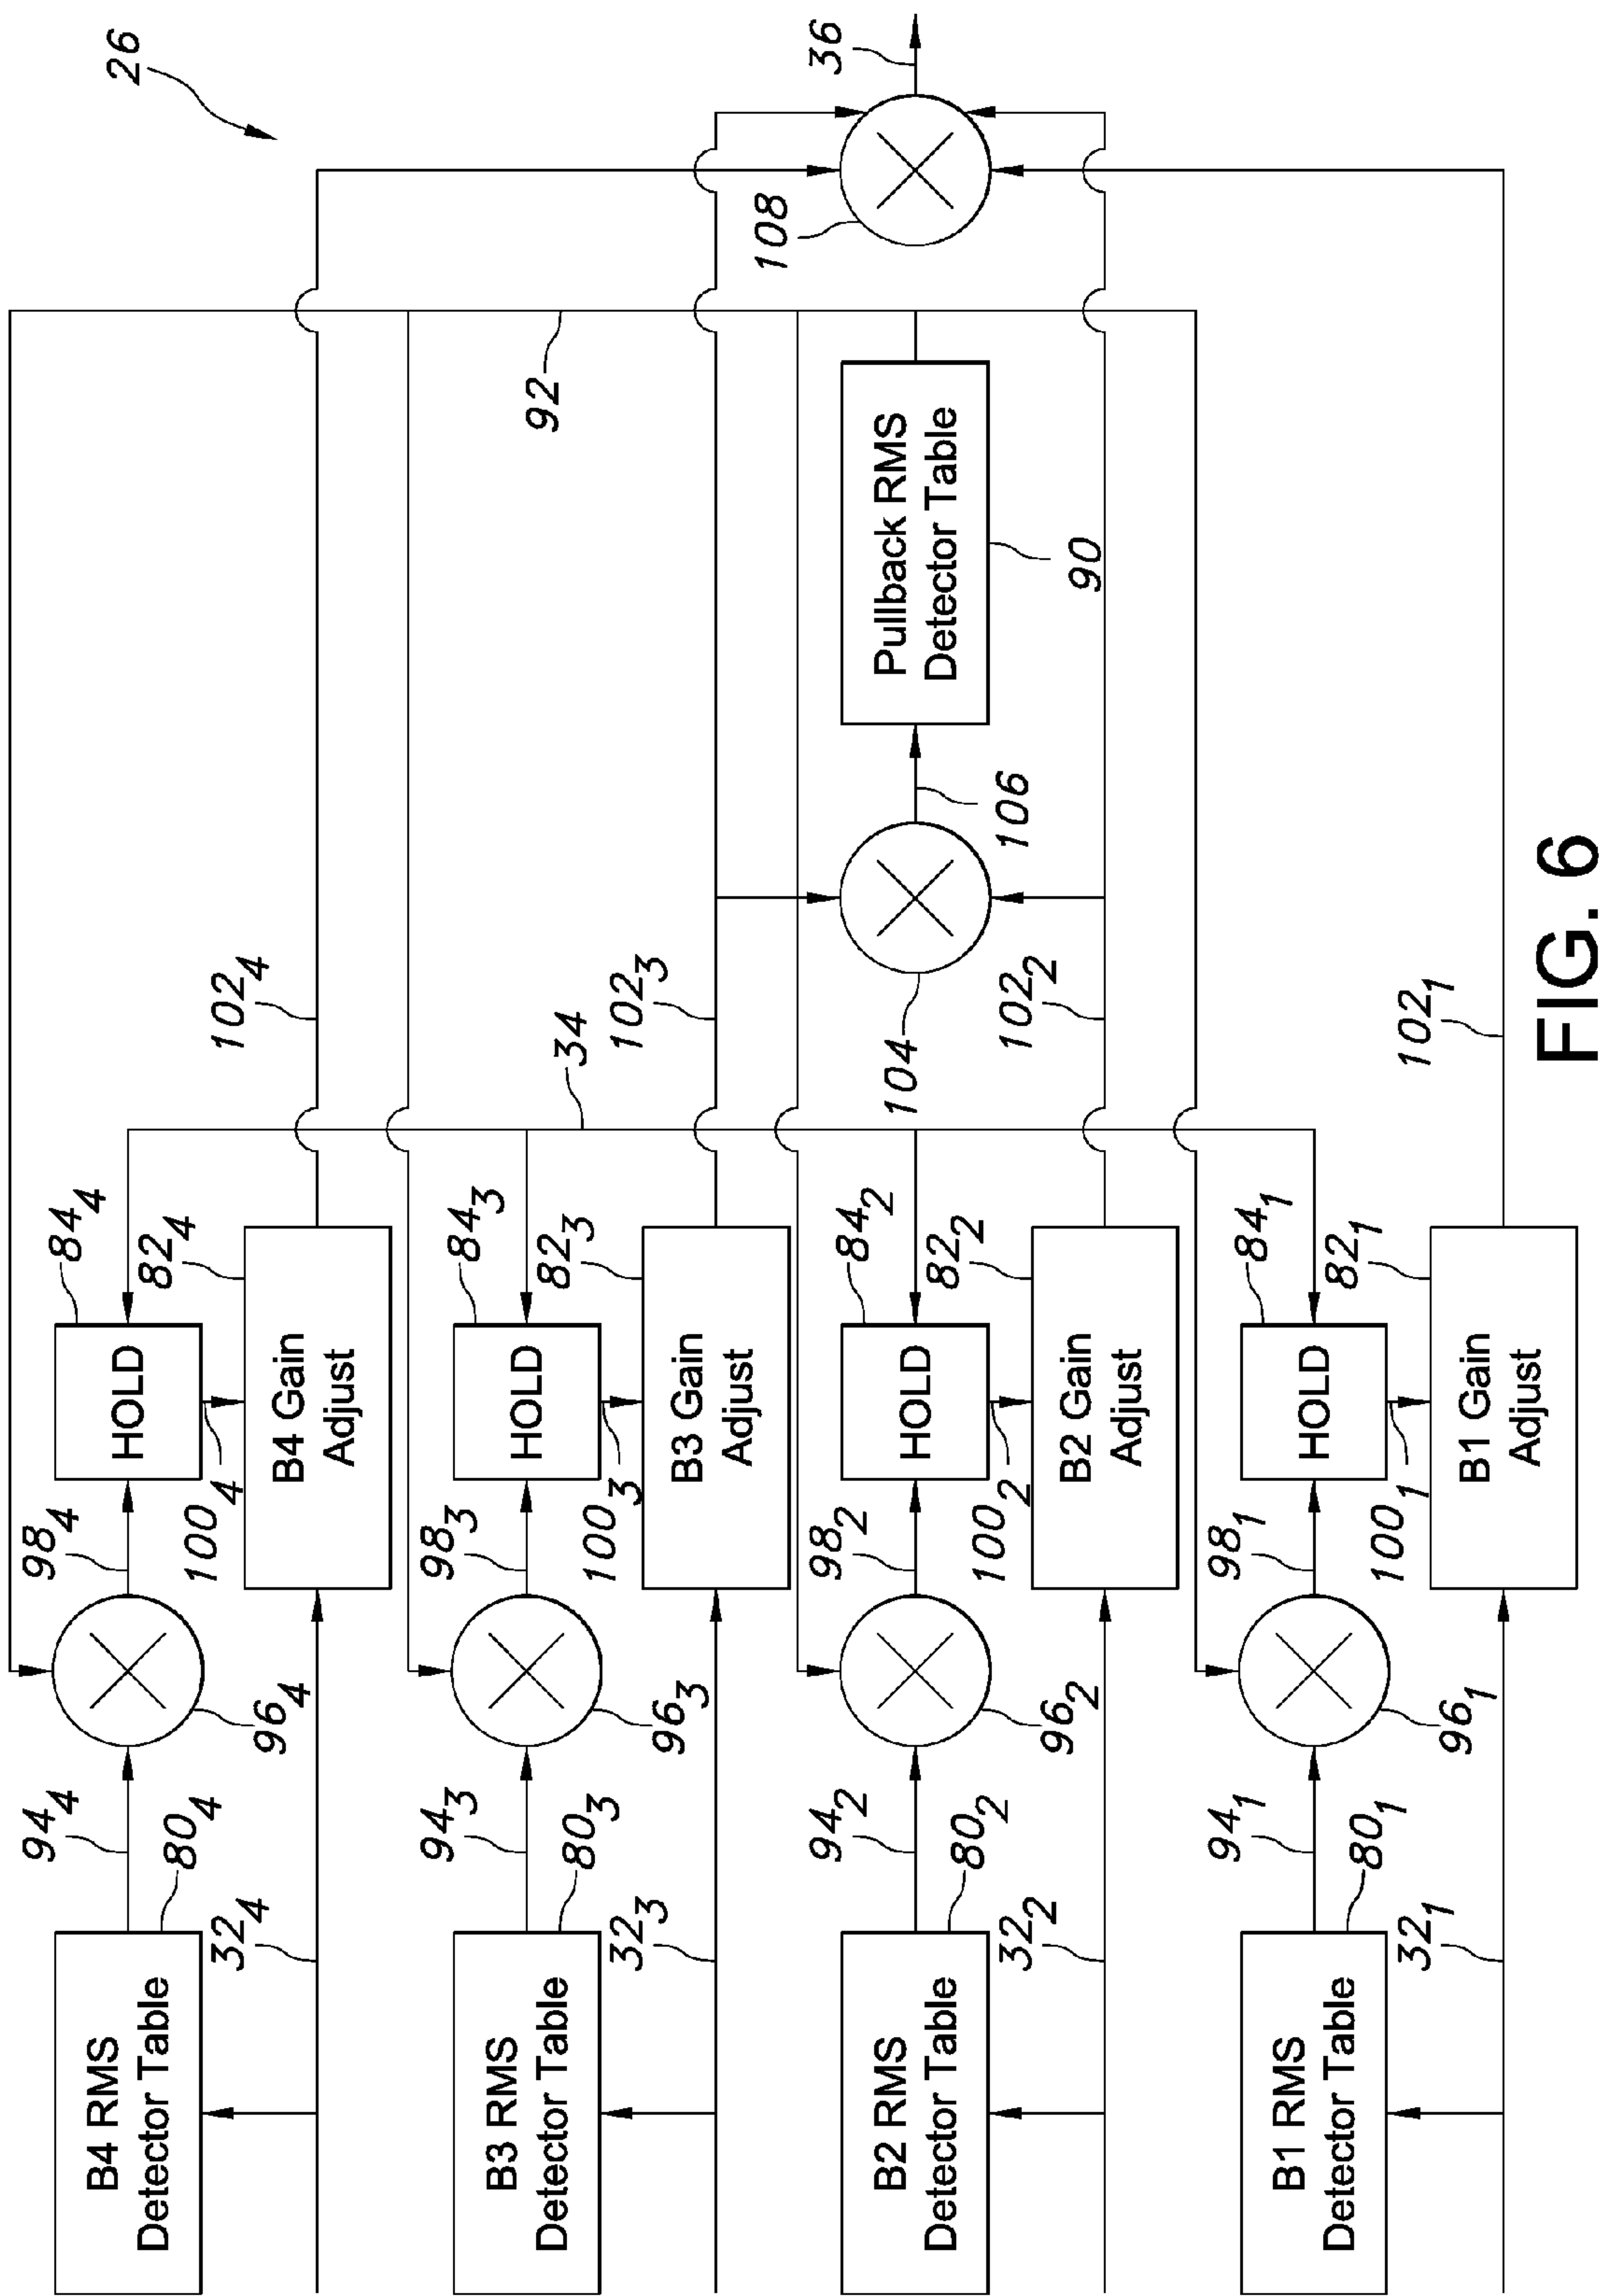 26
94₄
98₄
84₄
B4 RMS
Detector Table
80₄
96₄
HOLD
100₄
82₄
32₄
B4 Gain
Adjust
102₄
34
92
94₃
98₃
84₃
B3 RMS
Detector Table
80₃
96₃
HOLD
100₃
82₃
32₃
B3 Gain
Adjust
102₃
108
36
94₂
98₂
84₂
B2 RMS
Detector Table
80₂
96₂
HOLD
100₂
82₂
104
106
Pullback RMS
Detector Table
90
32₂
B2 Gain
Adjust
102₂
94₁
98₁
84₁
B1 RMS
Detector Table
80₁
96₁
HOLD
100₁
82₁
32₁
B1 Gain
Adjust
102₁
FIG. 6